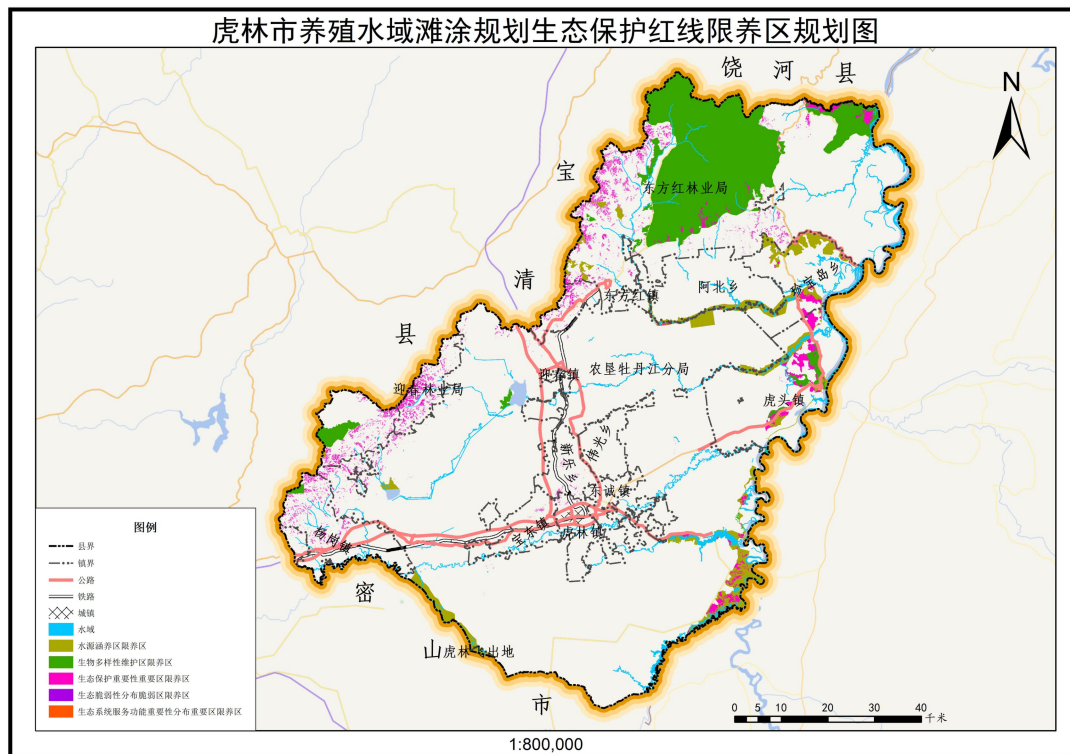 虎林市养殖水域滩涂规划生态保护红线限养区规划图
饶河县
N
宝
东方红林业局
清
阿北乡
珍宝岛乡
东方红镇
县
迎春镇
农垦牡丹江分局
迎春林业局
虎头镇
伟光乡
新乐乡
东诚镇
图例
杨岗镇
宝东镇
虎林镇
县界
镇界
密
公路
铁路
城镇
水域
水源涵养区限养区
山
生物多样性维护区限养区
生态保护重要性重要区限养区
生态脆弱性分布脆弱区限养区
市
生态系统服务功能重要性分布重要区限养区
0 5 10 20 30 40
千米
1:800,000